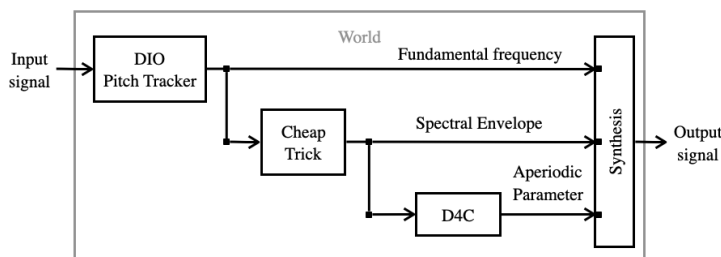 World
Input
signal
DIO
Pitch Tracker
Fundamental frequency
Cheap
Trick
Spectral Envelope
Aperiodic
Parameter
D4C
Synthesis
Output
signal